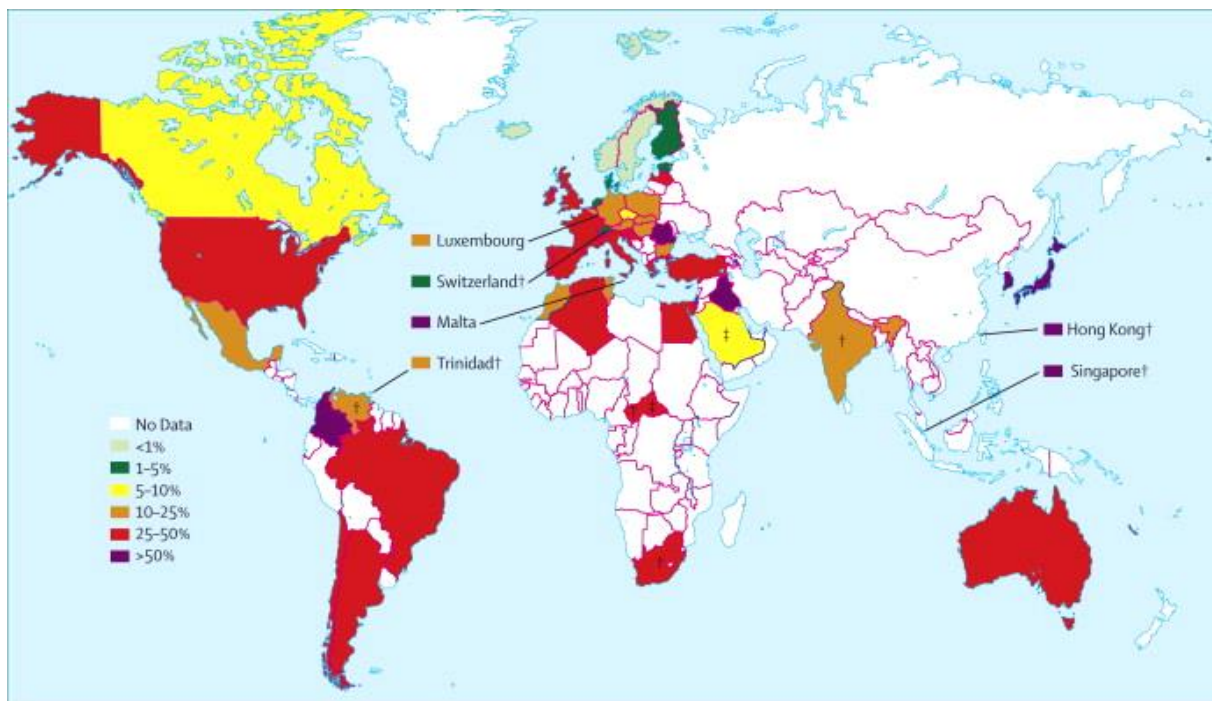 Luxembourg
Switzerland†
Malta
Trinidad†
Hong Kong†
Singapore†
No Data
<1%
1–5%
5–10%
10–25%
25–50%
>50%
‡
†
†
†
‡
†